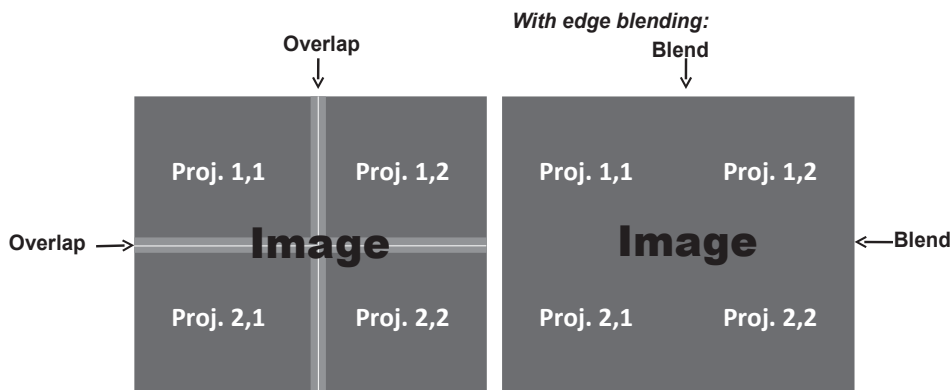 With edge blending:
Overlap
Blend
Proj. 1,1
Proj. 1,2
Proj. 1,1
Proj. 1,2
Overlap
Image
Image
Blend
Proj. 2,1
Proj. 2,2
Proj. 2,1
Proj. 2,2